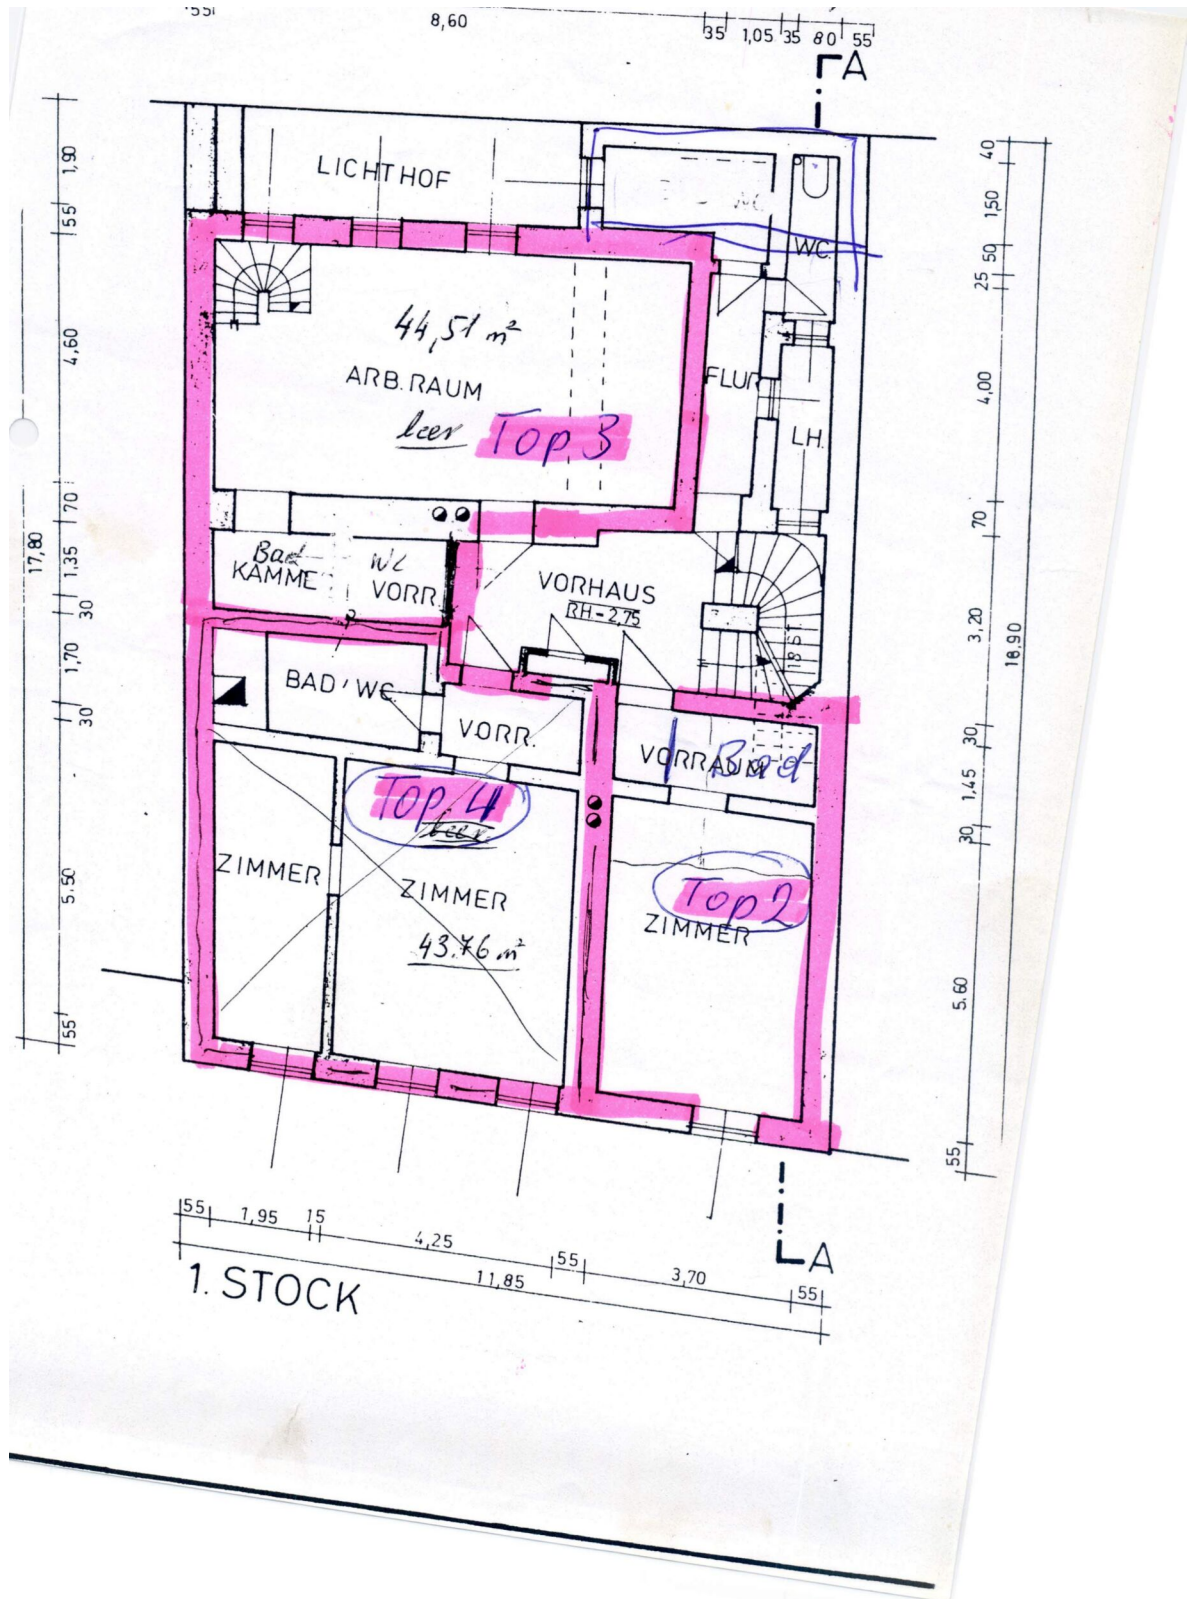 55
8,60
35 1,05 35 80 55
A
LICHTHOF
WC
44,51 m²
ARB. RAUM
leer Top 3
FLUR
LH.
Bad
KAMME
WC
VORR.
VORHAUS
RH.=2,75
BAD/WC
VORR.
VORRAUM
Bad
Top 4
leer
ZIMMER
ZIMMER
43.76 m²
Top 2
ZIMMER
1,90
55
4,60
70
1,35
30
1,70
30
5.50
55
17,80
40
1,50
50
25
4,00
70
3,20
30
1,45
30
5.60
55
18,90
55 1,95 15 4,25 55 3,70 55
11,85
A
1. STOCK